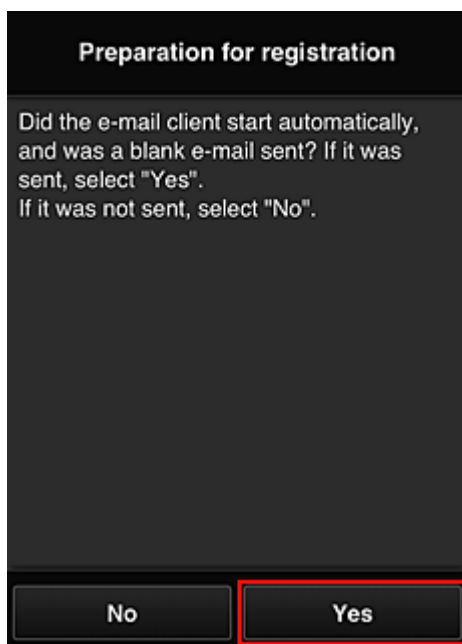 Preparation for registration
Did the e-mail client start automatically,
and was a blank e-mail sent? If it was
sent, select "Yes".
If it was not sent, select "No".
No
Yes